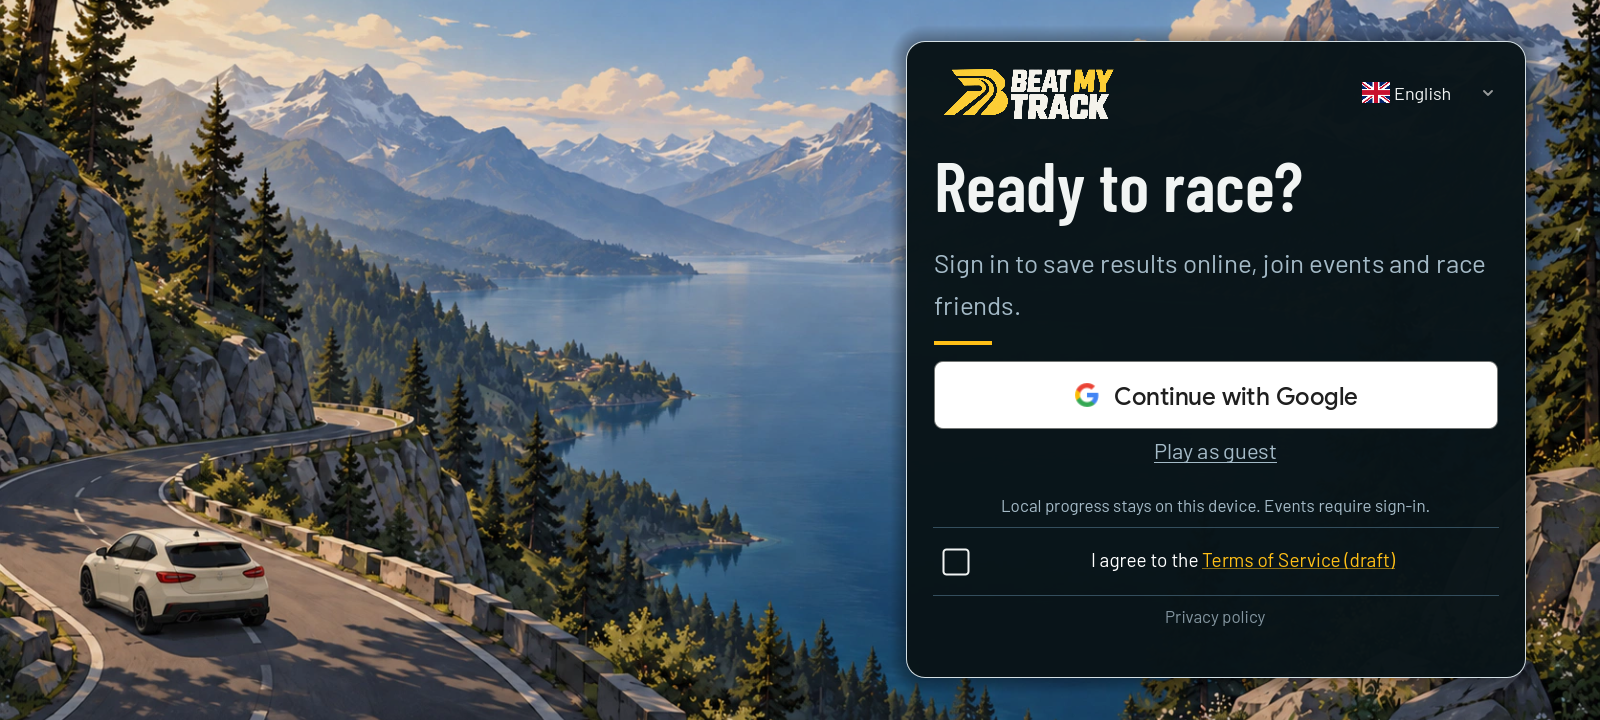 BEAT MY
TRACK
English
Ready to race?
Sign in to save results online, join events and race
friends.
Continue with Google
Play as guest
Local progress stays on this device. Events require sign-in.
I agree to the Terms of Service (draft)
Privacy policy